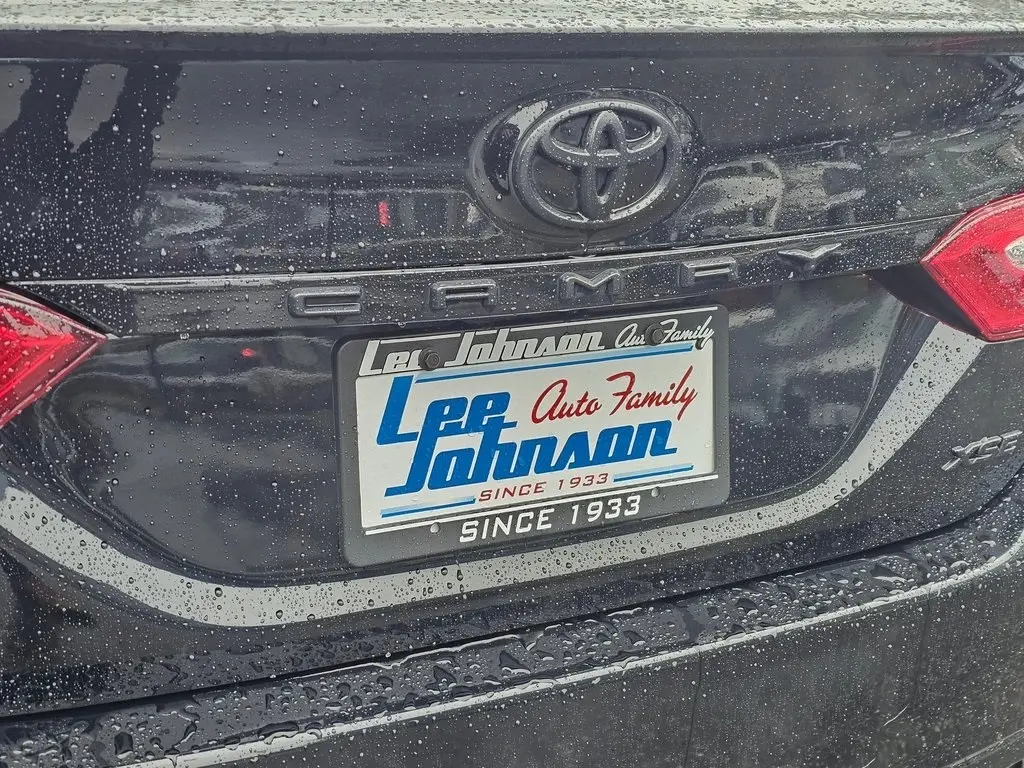 CAMRY
Lee Johnson Auto Family
Lee Auto Family
Johnson
SINCE 1933
SINCE 1933
XSE